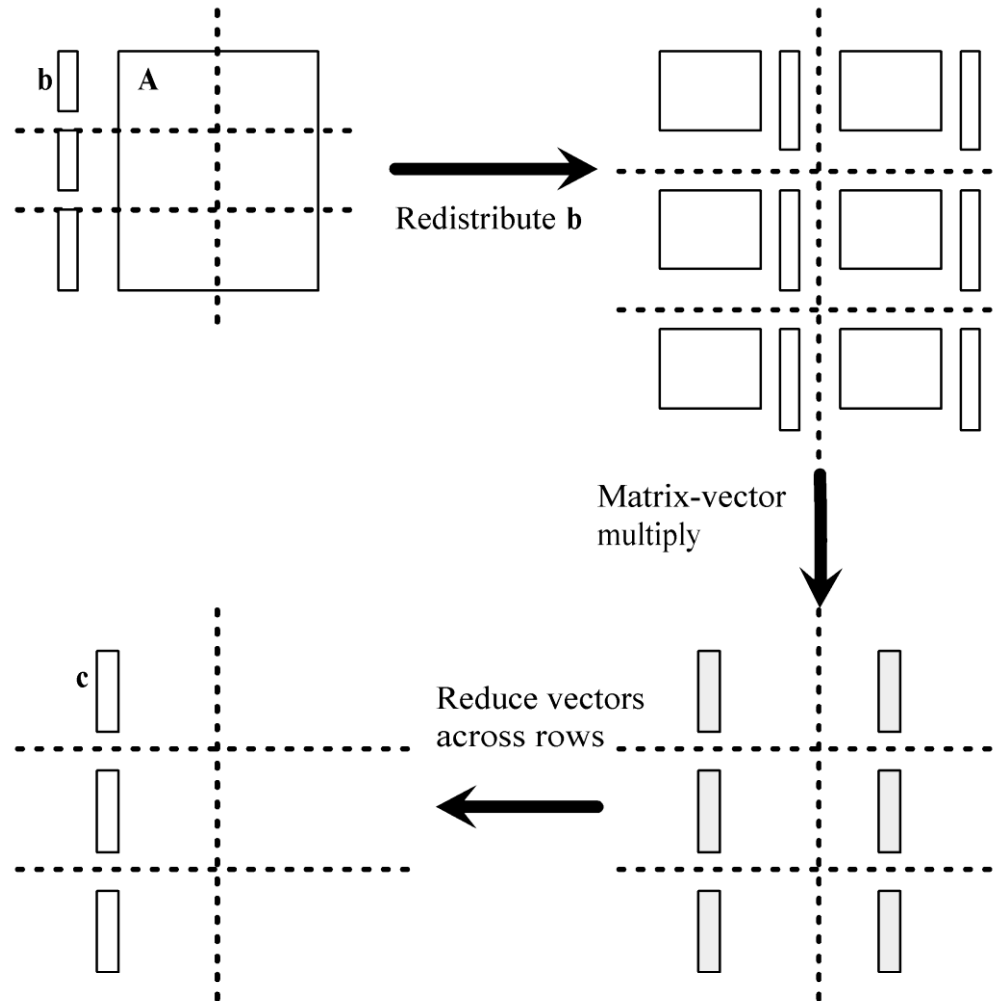 b
A
Redistribute b
Matrix-vector
multiply
c
Reduce vectors
across rows